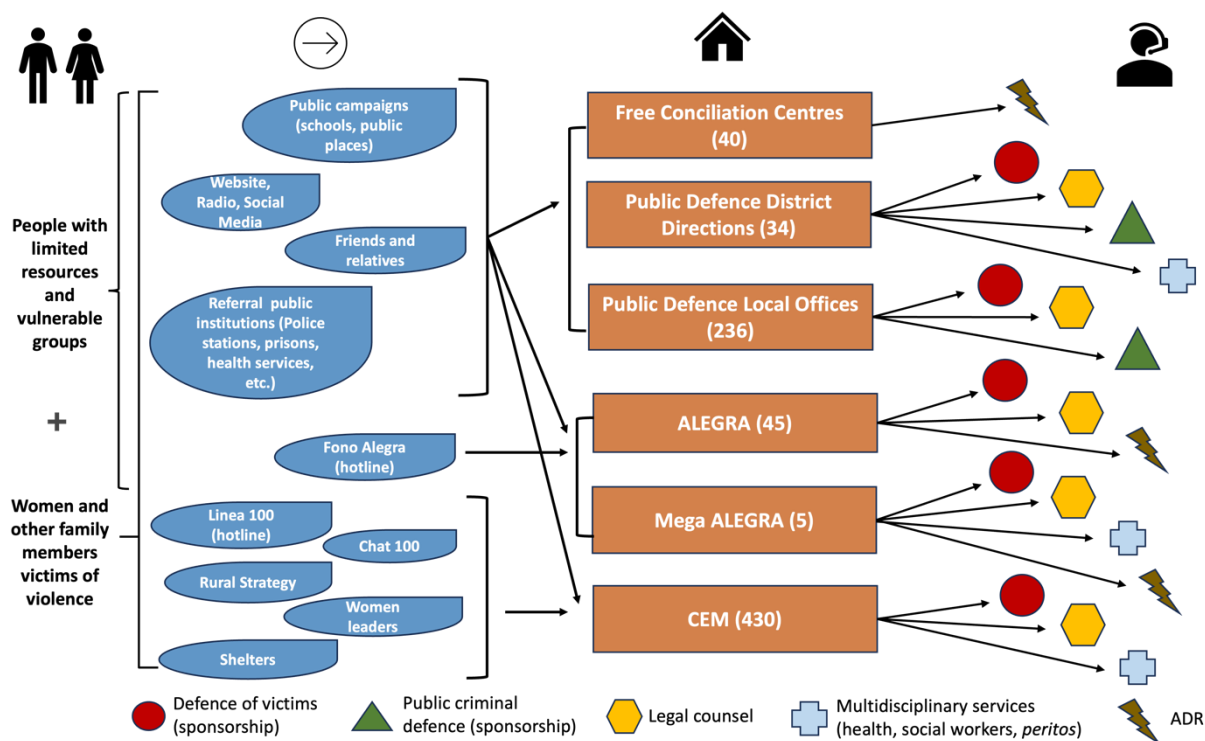 People with
limited
resources
and
vulnerable
groups
+
Women and
other family
members
victims of
violence
Public campaigns
(schools, public
places)
Website,
Radio, Social
Media
Friends and
relatives
Referral public
institutions (Police
stations, prisons,
health services,
etc.)
Fono Alegra
(hotline)
Linea 100
(hotline)
Chat 100
Rural Strategy
Women
leaders
Shelters
Free Conciliation Centres
(40)
Public Defence District
Directions (34)
Public Defence Local Offices
(236)
ALEGRA (45)
Mega ALEGRA (5)
CEM (430)
Defence of victims
(sponsorship)
Public criminal
defence (sponsorship)
Legal counsel
Multidisciplinary services
(health, social workers, peritos)
ADR